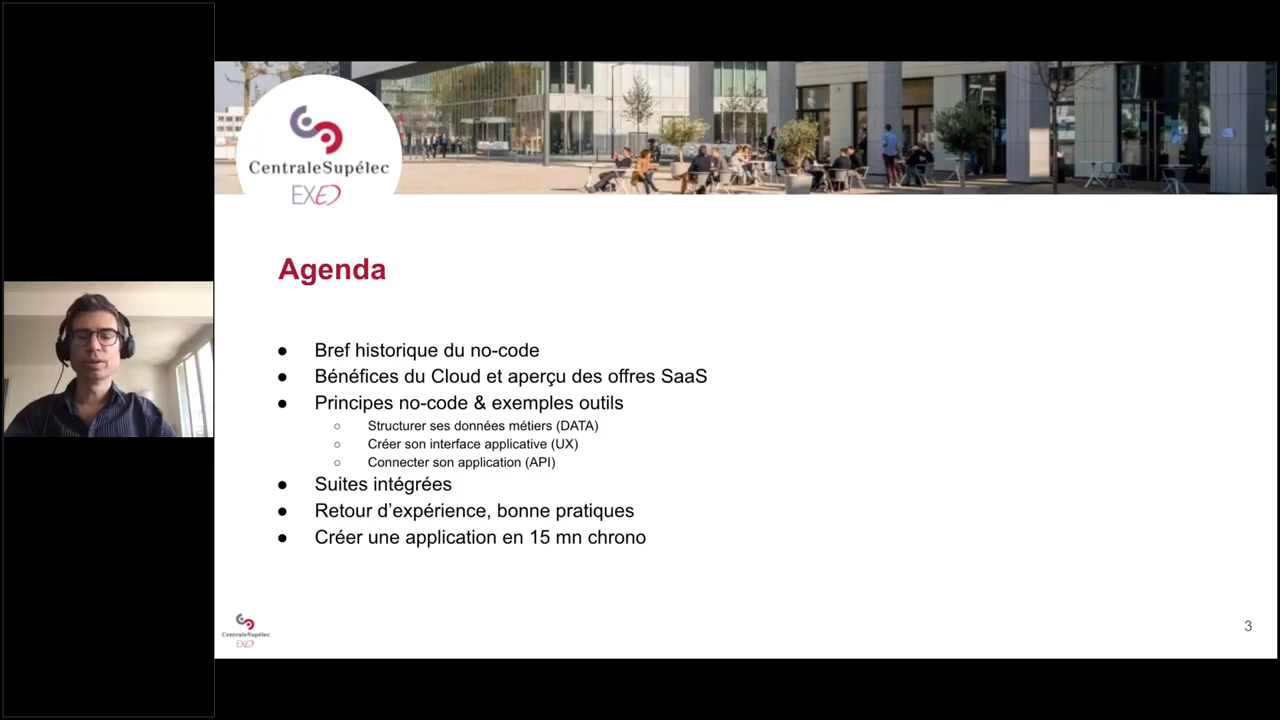 CentraleSupélec
EXED
Agenda
● Bref historique du no-code
● Bénéfices du Cloud et aperçu des offres SaaS
● Principes no-code & exemples outils
○ Structurer ses données métiers (DATA)
○ Créer son interface applicative (UX)
○ Connecter son application (API)
● Suites intégrées
● Retour d’expérience, bonne pratiques
● Créer une application en 15 mn chrono
CentraleSupélec
EXED
3